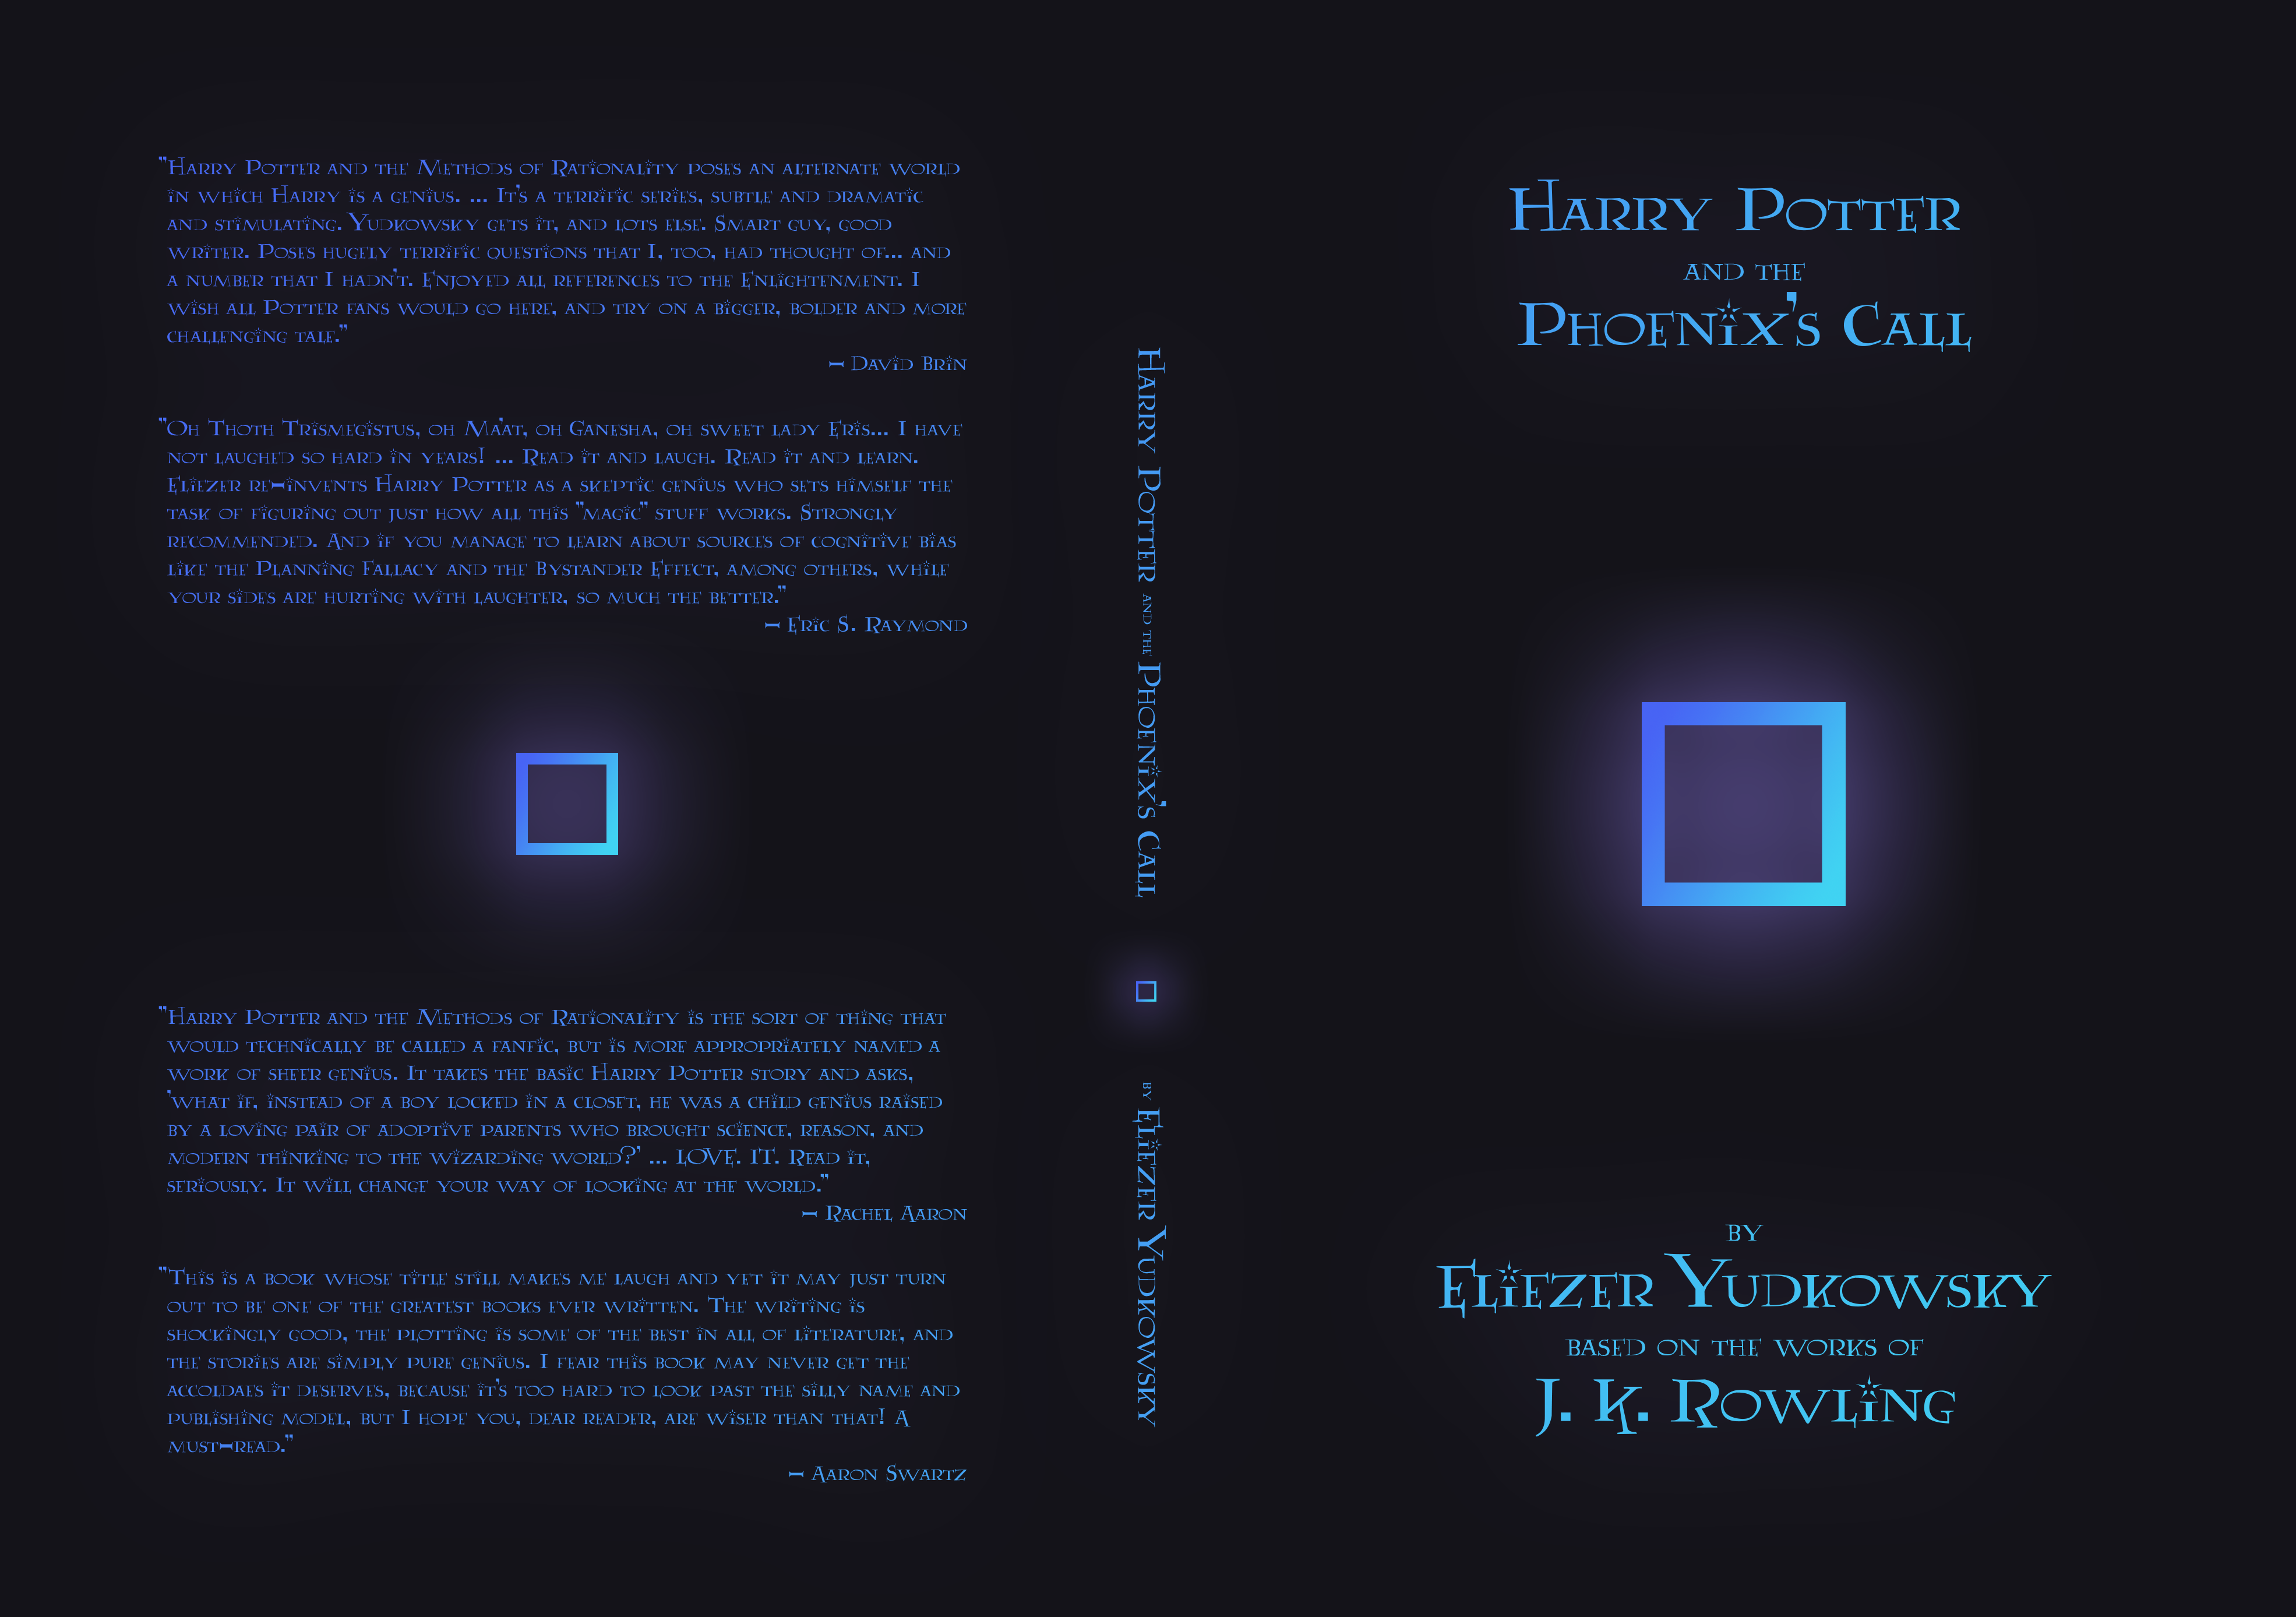 "Harry Potter and the Methods of Rationality poses an alternate world
in which Harry is a genius. ... It's a terrific series, subtle and dramatic
and stimulating. Yudkowsky gets it, and lots else. Smart guy, good
writer. Poses hugely terrific questions that I, too, had thought of... and
a number that I hadn't. Enjoyed all references to the Enlightenment. I
wish all Potter fans would go here, and try on a bigger, bolder and more
challenging tale."
- David Brin
"Oh Thoth Trismegistus, oh Ma'at, oh Ganesha, oh sweet lady Eris... I have
not laughed so hard in years! ... Read it and laugh. Read it and learn.
Eliezer re-invents Harry Potter as a skeptic genius who sets himself the
task of figuring out just how all this "magic" stuff works. Strongly
recommended. And if you manage to learn about sources of cognitive bias
like the Planning Fallacy and the Bystander Effect, among others, while
your sides are hurting with laughter, so much the better."
- Eric S. Raymond
"Harry Potter and the Methods of Rationality is the sort of thing that
would technically be called a fanfic, but is more appropriately named a
work of sheer genius. It takes the basic Harry Potter story and asks,
'what if, instead of a boy locked in a closet, he was a child genius raised
by a loving pair of adoptive parents who brought science, reason, and
modern thinking to the wizarding world?' ... LOVE. IT. Read it,
seriously. It will change your way of looking at the world."
- Rachel Aaron
"This is a book whose title still makes me laugh and yet it may just turn
out to be one of the greatest books ever written. The writing is
shockingly good, the plotting is some of the best in all of literature, and
the stories are simply pure genius. I fear this book may never get the
accoldaes it deserves, because it's too hard to look past the silly name and
publishing model, but I hope you, dear reader, are wiser than that! A
must-read."
- Aaron Swartz
Harry Potter and the Phoenix's Call
by Eliezer Yudkowsky
Harry Potter
and the
Phoenix's Call
by
Eliezer Yudkowsky
based on the works of
J. K. Rowling